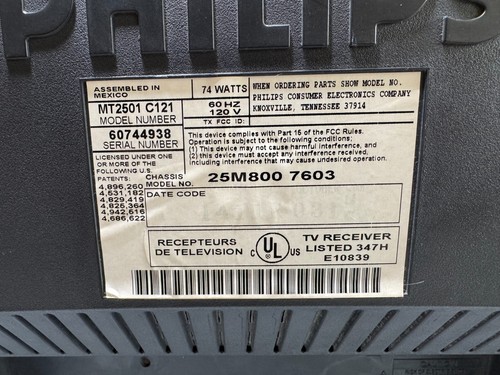 PHILIPS
ASSEMBLED IN
MEXICO
74 WATTS
WHEN ORDERING PARTS SHOW MODEL NO.
PHILIPS CONSUMER ELECTRONICS COMPANY
KNOXVILLE, TENNESSEE 37914
MT2501 C121
MODEL NUMBER
60 HZ
120 V
TX FCC ID:
60744938
SERIAL NUMBER
This device complies with Part 15 of the FCC Rules.
Operation is subject to the following conditions;
(1) This device may not cause harmful interference, and
(2) this device must accept any interference received,
including interference that may cause undesired operation.
LICENSED UNDER ONE
OR MORE OF THE
FOLLOWING U.S.
PATENTS:
4,896,260
4,531,182
4,829,419
4,825,364
4,942,516
4,686,622
CHASSIS
MODEL NO.
25M800 7603
DATE CODE
RECEPTEURS
DE TELEVISION
C UL ®
TV RECEIVER
LISTED 347H
E10839